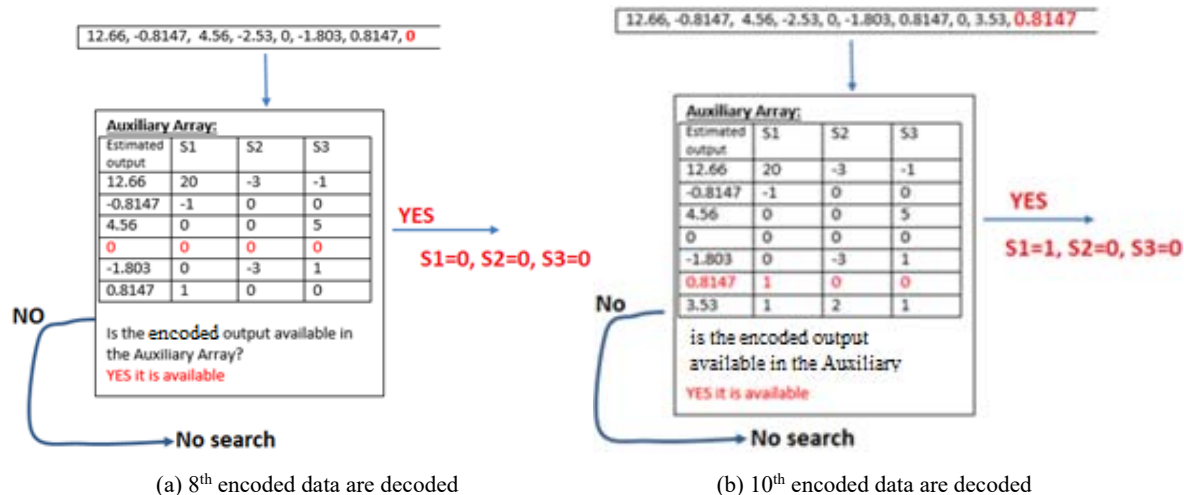 12.66, -0.8147, 4.56, -2.53, 0, -1.803, 0.8147, 0
Auxiliary Array:
Estimated output S1 S2 S3
12.66 20 -3 -1
-0.8147 -1 0 0
4.56 0 0 5
0 0 0 0
-1.803 0 -3 1
0.8147 1 0 0
Is the encoded output available in
the Auxiliary Array?
YES it is available
YES
S1=0, S2=0, S3=0
NO
No search
(a) 8th encoded data are decoded
12.66, -0.8147, 4.56, -2.53, 0, -1.803, 0.8147, 0, 3.53, 0.8147
Auxiliary Array:
Estimated output S1 S2 S3
12.66 20 -3 -1
-0.8147 -1 0 0
4.56 0 0 5
0 0 0 0
-1.803 0 -3 1
0.8147 1 0 0
3.53 1 2 1
is the encoded output
available in the Auxiliary
YES it is available
YES
S1=1, S2=0, S3=0
No
No search
(b) 10th encoded data are decoded